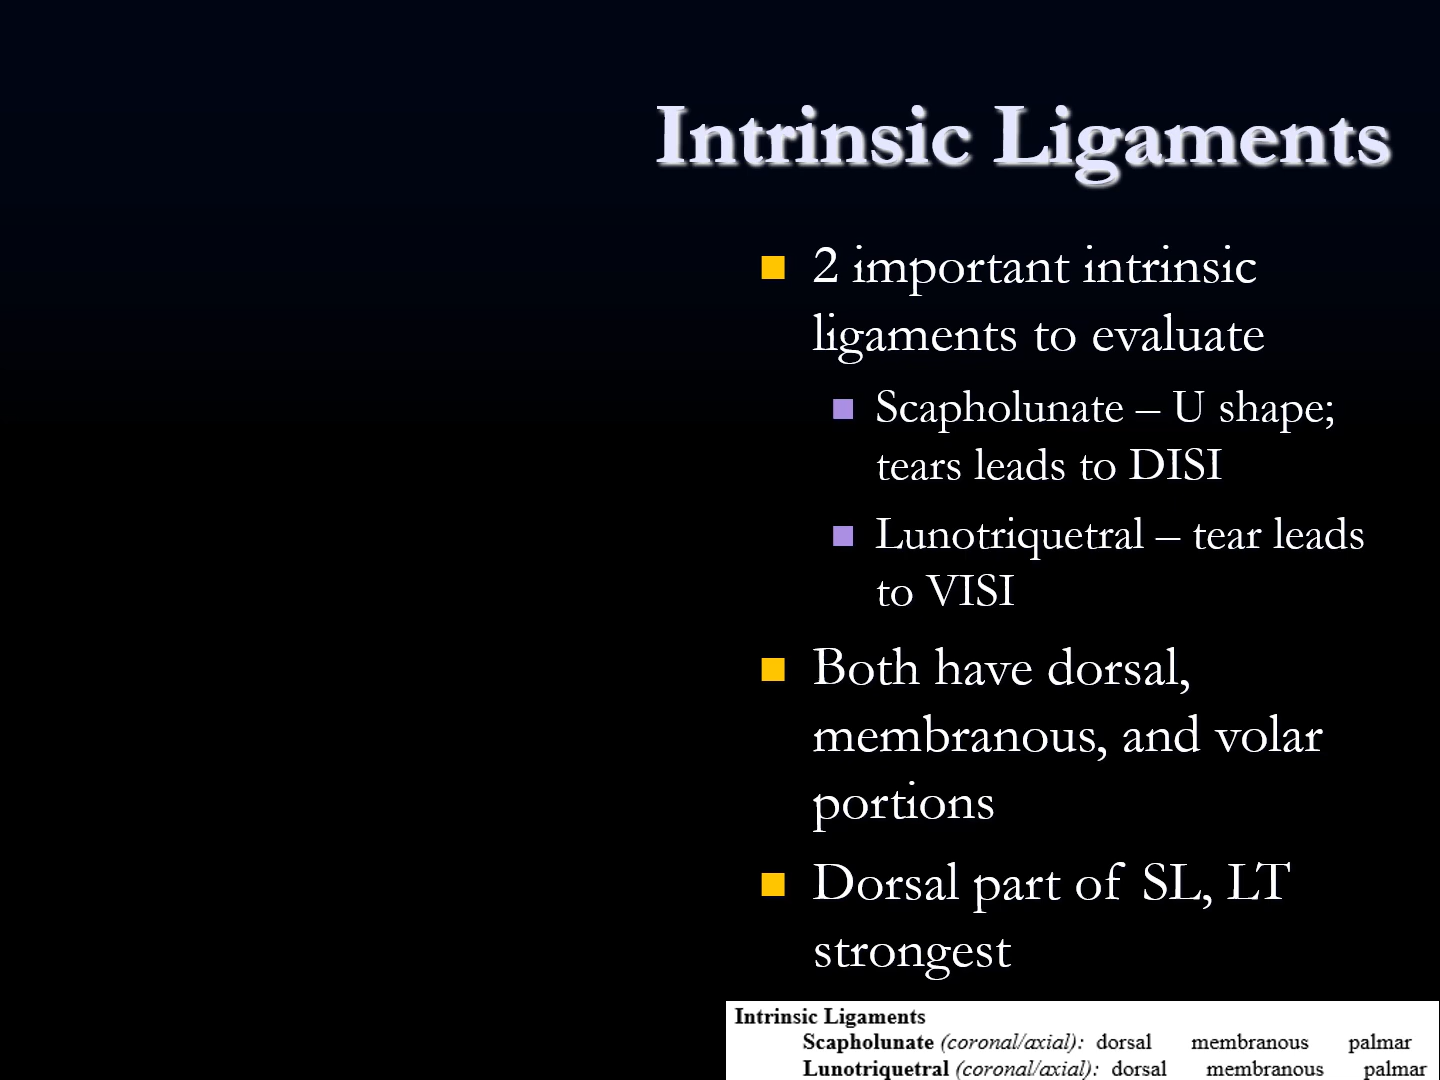 Intrinsic Ligaments
2 important intrinsic
ligaments to evaluate
Scapholunate – U shape;
tears leads to DISI
Lunotriquetral – tear leads
to VISI
Both have dorsal,
membranous, and volar
portions
Dorsal part of SL, LT
strongest
Intrinsic Ligaments
Scapholunate (coronal/axial): dorsal membranous palmar
Lunotriquetral (coronal/axial): dorsal membranous palmar